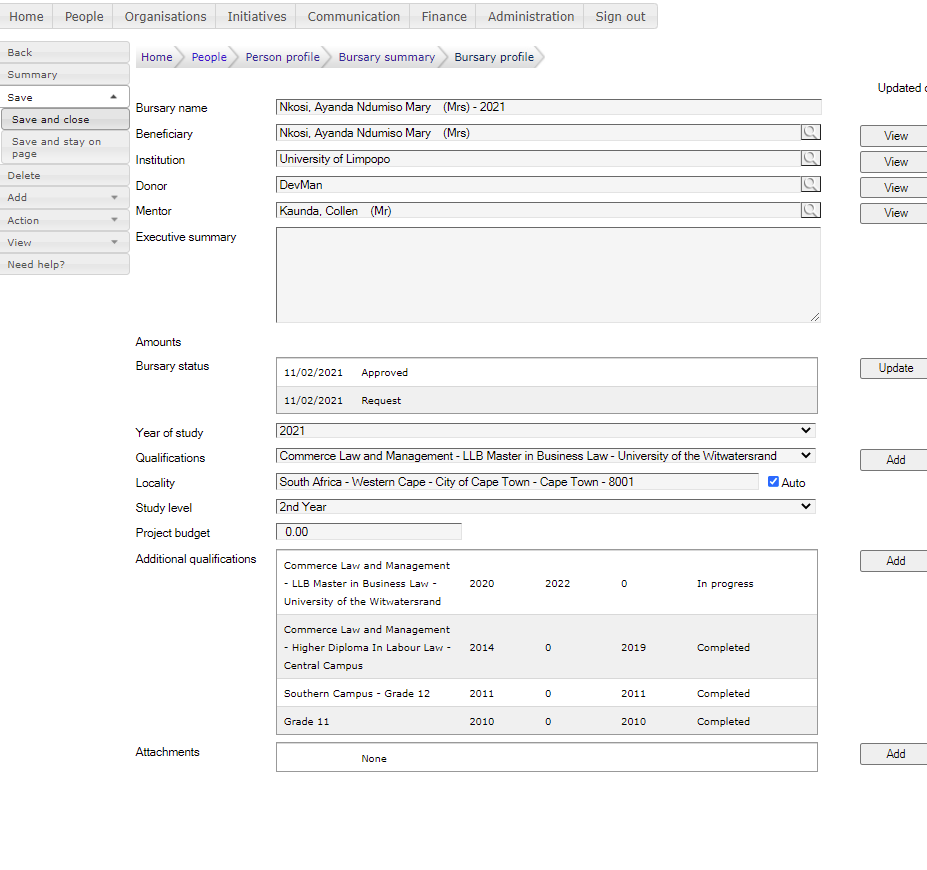 Home People Organisations Initiatives Communication Finance Administration Sign out
Back
Summary
Save
Save and close
Save and stay on
page
Delete
Add
Action
View
Need help?
Home People Person profile Bursary summary Bursary profile
Updated
Bursary name Nkosi, Ayanda Ndumiso Mary (Mrs) - 2021
Beneficiary Nkosi, Ayanda Ndumiso Mary (Mrs) View
Institution University of Limpopo View
Donor DevMan View
Mentor Kaunda, Collen (Mr) View
Executive summary
Amounts
Bursary status 11/02/2021 Approved Update
11/02/2021 Request
Year of study 2021
Qualifications Commerce Law and Management - LLB Master in Business Law - University of the Witwatersrand Add
Locality South Africa - Western Cape - City of Cape Town - Cape Town - 8001 Auto
Study level 2nd Year
Project budget 0.00
Additional qualifications Add
Commerce Law and Management
- LLB Master in Business Law - 2020 2022 0 In progress
University of the Witwatersrand
Commerce Law and Management
- Higher Diploma In Labour Law - 2014 0 2019 Completed
Central Campus
Southern Campus - Grade 12 2011 0 2011 Completed
Grade 11 2010 0 2010 Completed
Attachments None Add